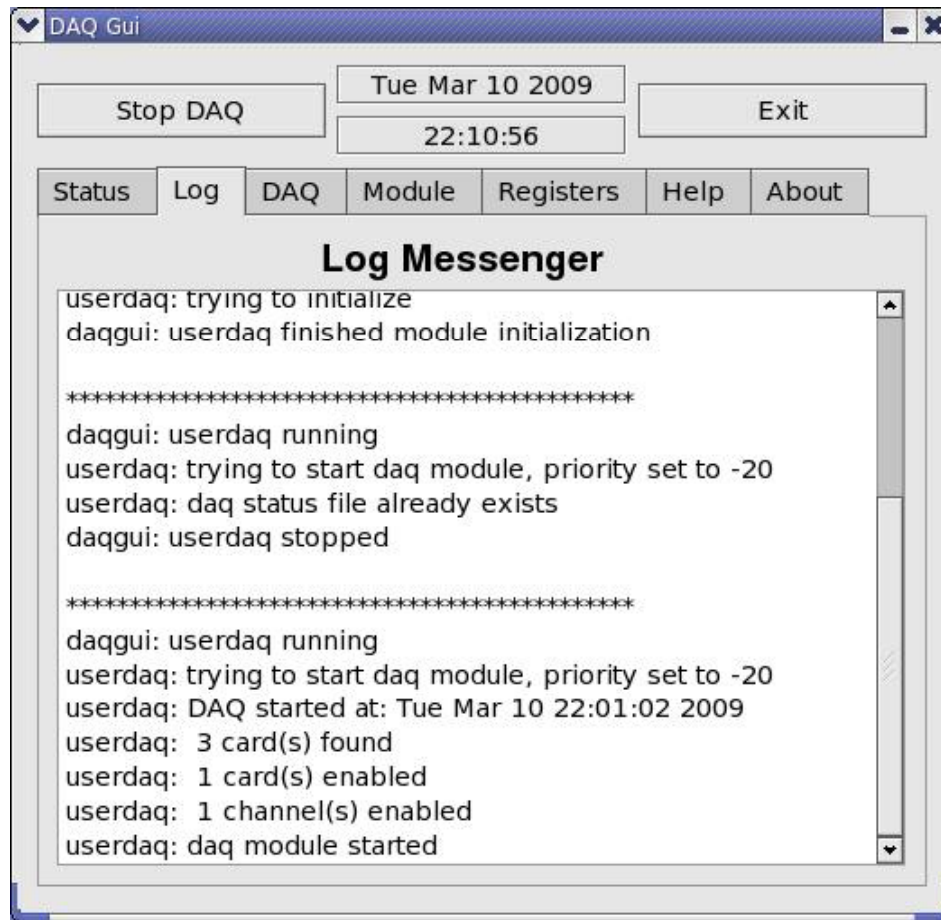 DAQ Gui
Stop DAQ
Tue Mar 10 2009
22:10:56
Exit
Status Log DAQ Module Registers Help About
Log Messenger
userdaq: trying to initialize
daqgui: userdaq finished module initialization
********************************************
daqgui: userdaq running
userdaq: trying to start daq module, priority set to -20
userdaq: daq status file already exists
daqgui: userdaq stopped
********************************************
daqgui: userdaq running
userdaq: trying to start daq module, priority set to -20
userdaq: DAQ started at: Tue Mar 10 22:01:02 2009
userdaq:  3 card(s) found
userdaq:  1 card(s) enabled
userdaq:  1 channel(s) enabled
userdaq: daq module started